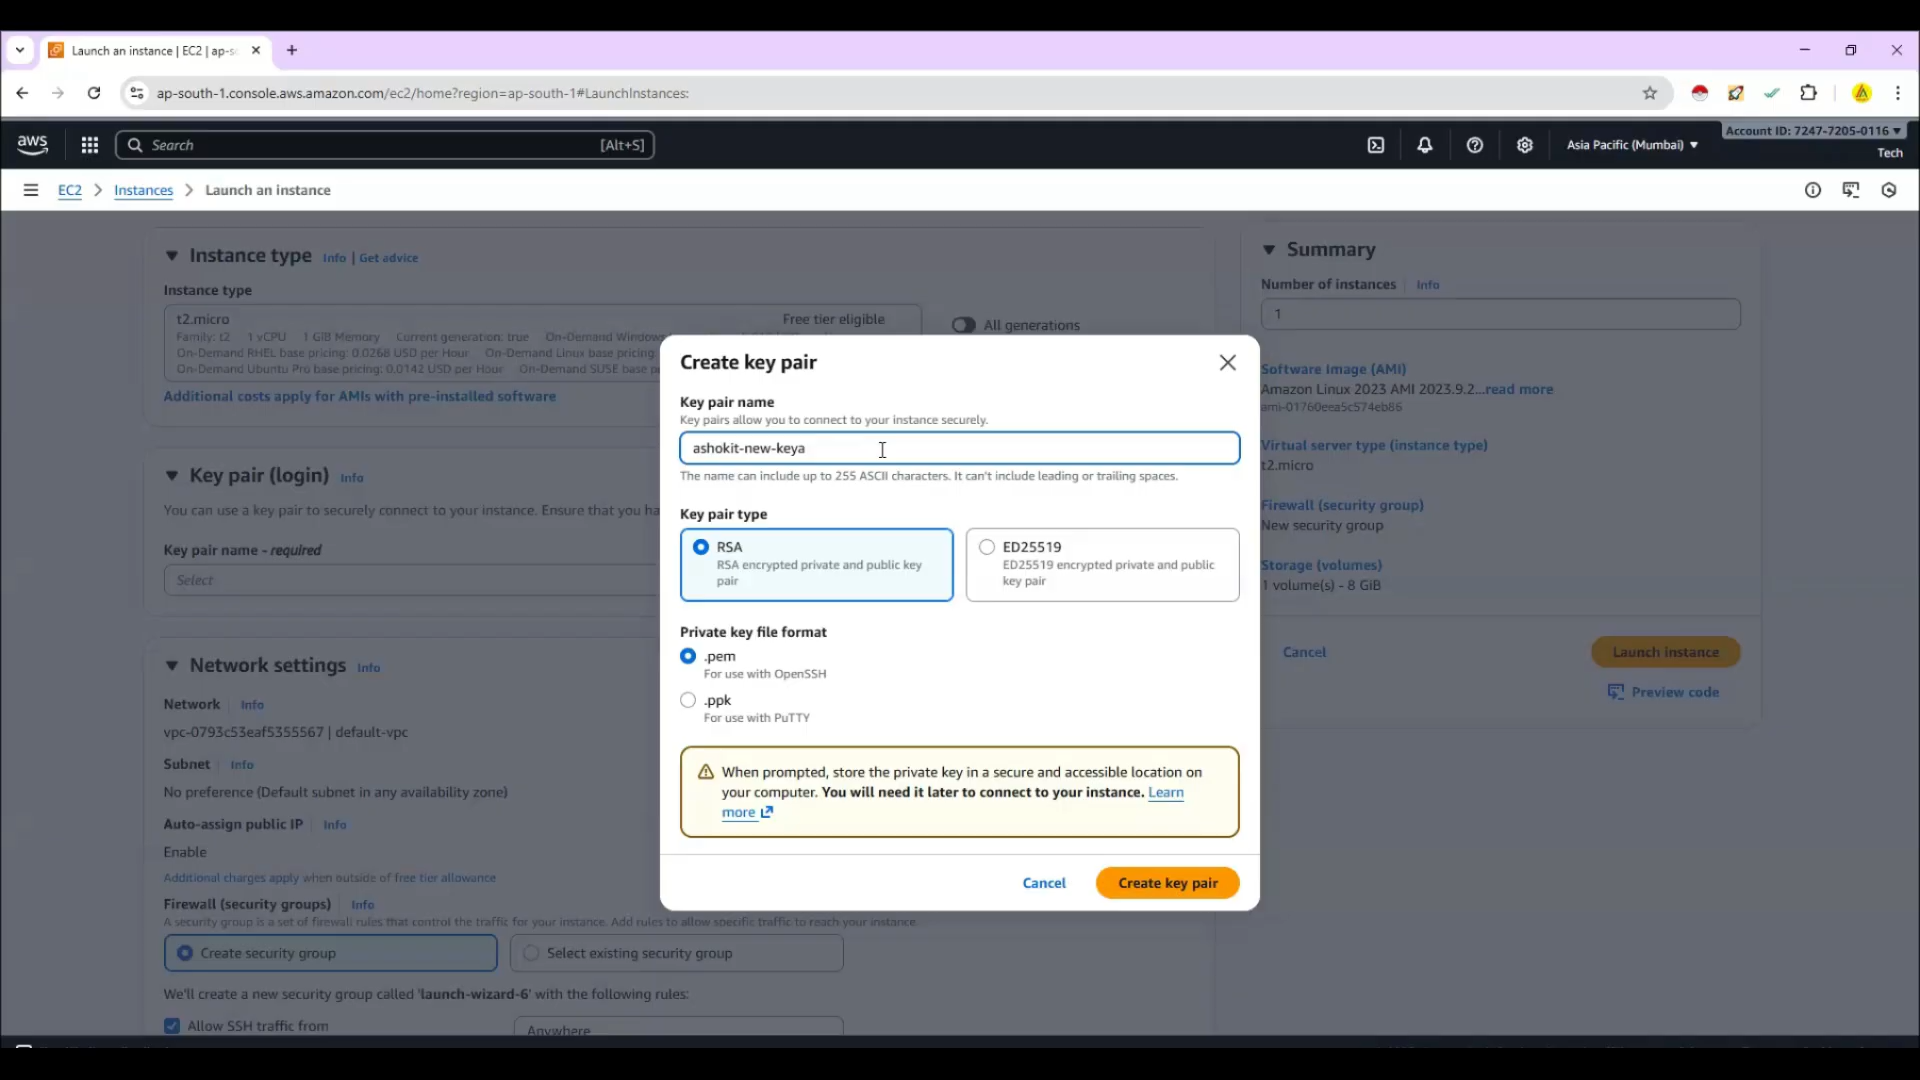 Launch an instance | EC2 | ap-s
ap-south-1.console.aws.amazon.com/ec2/home?region=ap-south-1#LaunchInstances:
aws
Search
[Alt+S]
Asia Pacific (Mumbai)
Account ID: 7247-7205-0116
Tech
EC2 > Instances > Launch an instance
Instance type Info | Get advice
Instance type
t2.micro
Free tier eligible
Family: t2 1 vCPU 1 GiB Memory Current generation: true On-Demand Windows
On-Demand RHEL base pricing: 0.0268 USD per Hour On-Demand Linux base pricing:
On-Demand Ubuntu Pro base pricing: 0.0142 USD per Hour On-Demand SUSE base p
All generations
Additional costs apply for AMIs with pre-installed software
Key pair (login) Info
You can use a key pair to securely connect to your instance. Ensure that you ha
Key pair name - required
Select
Network settings Info
Network Info
vpc-0793c53eaf5355567 | default-vpc
Subnet Info
No preference (Default subnet in any availability zone)
Auto-assign public IP Info
Enable
Additional charges apply when outside of free tier allowance
Firewall (security groups) Info
A security group is a set of firewall rules that control the traffic for your instance. Add rules to allow specific traffic to reach your instance.
Create security group
Select existing security group
We'll create a new security group called 'launch-wizard-6' with the following rules:
Allow SSH traffic from
Anywhere
Create key pair
Key pair name
Key pairs allow you to connect to your instance securely.
ashokit-new-keya
The name can include up to 255 ASCII characters. It can't include leading or trailing spaces.
Key pair type
RSA
RSA encrypted private and public key
pair
ED25519
ED25519 encrypted private and public
key pair
Private key file format
.pem
For use with OpenSSH
.ppk
For use with PuTTY
When prompted, store the private key in a secure and accessible location on
your computer. You will need it later to connect to your instance. Learn
more
Cancel
Create key pair
Summary
Number of instances Info
1
Software Image (AMI)
Amazon Linux 2023 AMI 2023.9.2...read more
ami-01760eea5c574eb86
Virtual server type (instance type)
t2.micro
Firewall (security group)
New security group
Storage (volumes)
1 volume(s) - 8 GiB
Cancel
Launch instance
Preview code